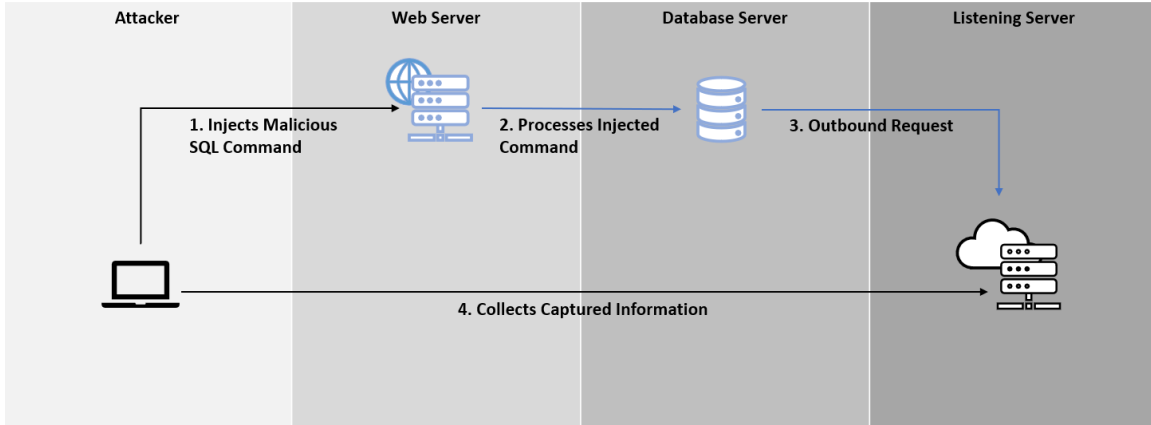 Attacker
Web Server
Database Server
Listening Server
1. Injects Malicious
SQL Command
2. Processes Injected
Command
3. Outbound Request
4. Collects Captured Information